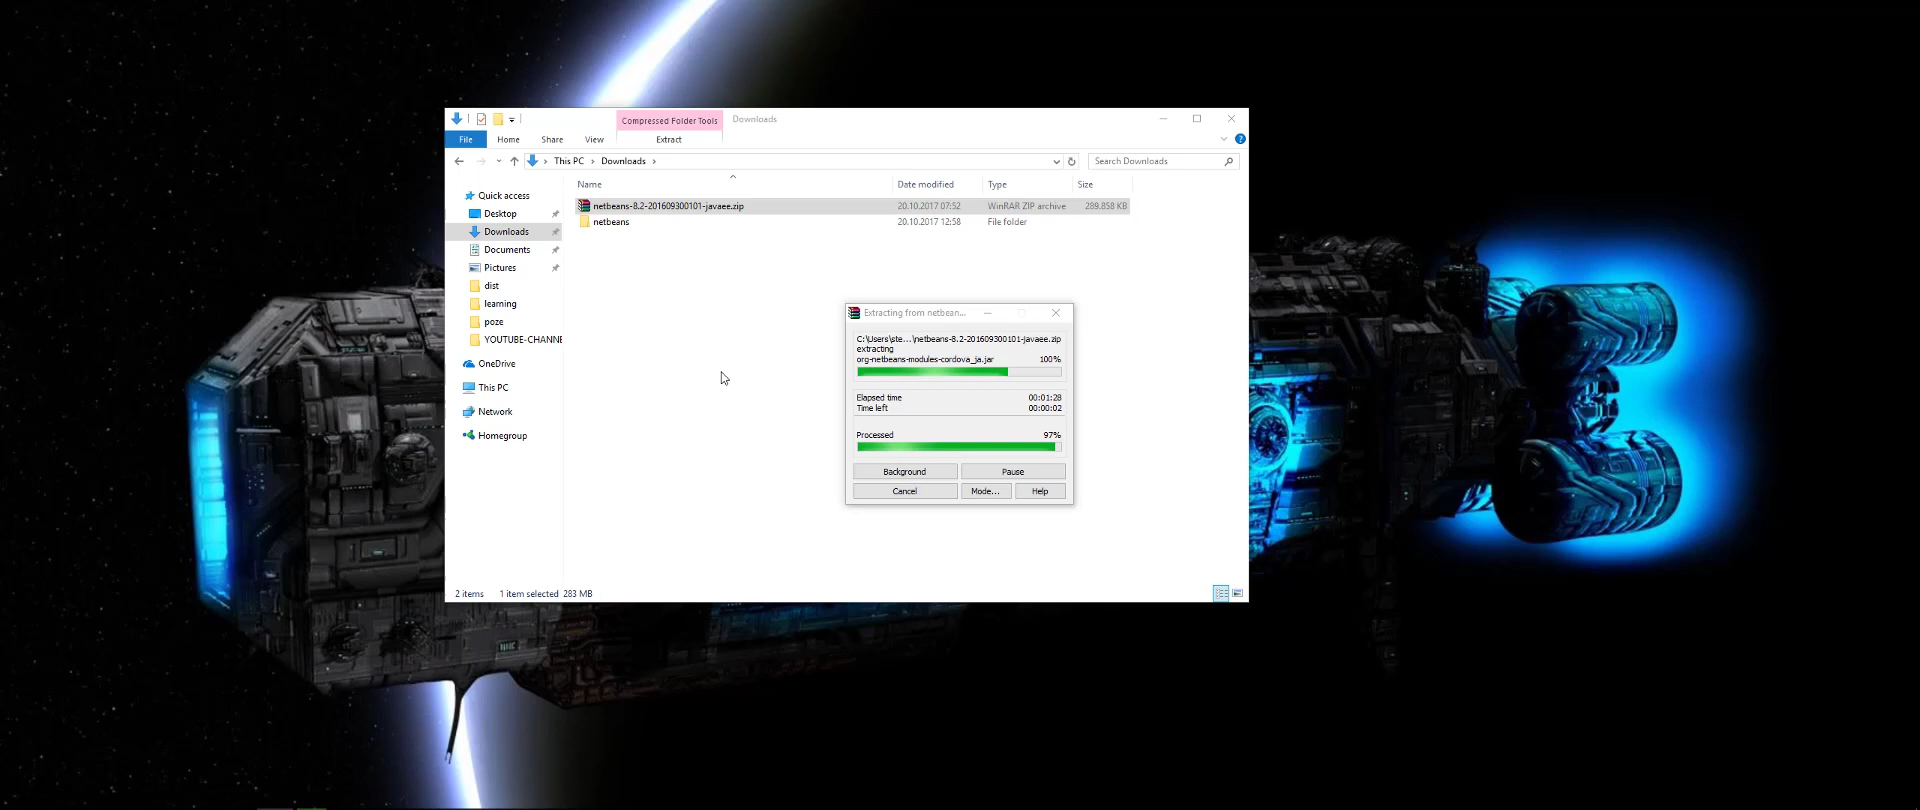 Compressed Folder Tools
Downloads
File
Home
Share
View
Extract
This PC
Downloads
Search Downloads
Name
Date modified
Type
Size
netbeans-8.2-201609300101-javaee.zip
20.10.2017 07:52
WinRAR ZIP archive
289.858 KB
netbeans
20.10.2017 12:58
File folder
Quick access
Desktop
Downloads
Documents
Pictures
dist
learning
poze
YOUTUBE-CHANNE
OneDrive
This PC
Network
Homegroup
Extracting from netbean...
C:\Users\ste...\netbeans-8.2-201609300101-javaee.zip
extracting
org-netbeans-modules-cordova_ja.jar 100%
Elapsed time 00:01:28
Time left 00:00:02
Processed 97%
Background
Pause
Cancel
Mode...
Help
2 items 1 item selected 283 MB